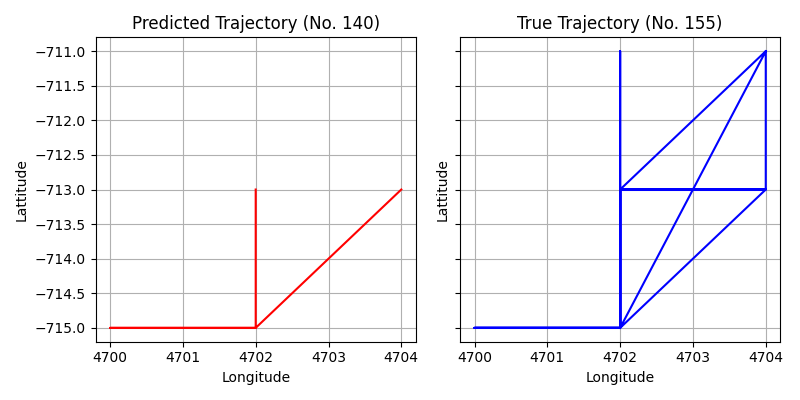 Predicted Trajectory (No. 140)
True Trajectory (No. 155)
−711.0
−711.5
−712.0
−712.5
−713.0
−713.5
−714.0
−714.5
−715.0
Lattitude
Lattitude
4700 4701 4702 4703 4704
4700 4701 4702 4703 4704
Longitude
Longitude